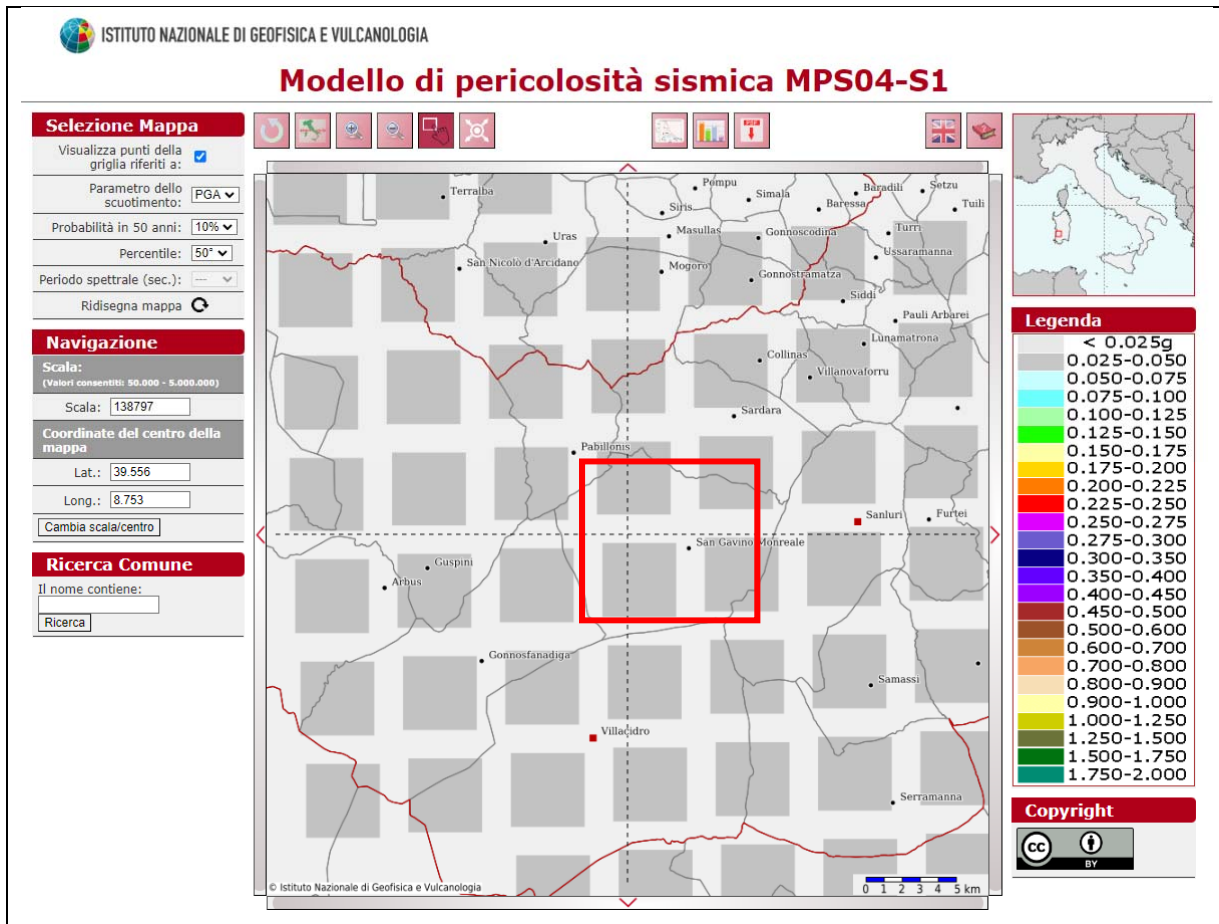 ISTITUTO NAZIONALE DI GEOFISICA E VULCANOLOGIA
Modello di pericolosità sismica MPS04-S1
Selezione Mappa
Visualizza punti della
griglia riferiti a:
Parametro dello
scuotimento:
PGA
Probabilità in 50 anni: 10%
Percentile: 50°
Periodo spettrale (sec.): ---
Ridisegna mappa
Navigazione
Scala:
(Valori consentiti: 50.000 - 5.000.000)
Scala: 138797
Coordinate del centro della
mappa
Lat.: 39.556
Long.: 8.753
Cambia scala/centro
Ricerca Comune
Il nome contiene:
Ricerca
Terralba
Pompu
Simala
Baradili
Setzu
Siris
Baressa
Tuili
Uras
Masullas
Gonnoscodina
Turri
San Nicolo d'Arcidano
Mogoro
Ussaramanna
Gonnostramatza
Siddi
Pauli Arbarei
Lunamatrona
Collinas
Villanovaforru
Sardara
Pabillonis
Sanluri
Furtei
San Gavino Monreale
Guspini
Arbus
Gonnosfanadiga
Samassi
Villacidro
Serramanna
© Istituto Nazionale di Geofisica e Vulcanologia
0 1 2 3 4 5 km
Legenda
< 0.025g
0.025-0.050
0.050-0.075
0.075-0.100
0.100-0.125
0.125-0.150
0.150-0.175
0.175-0.200
0.200-0.225
0.225-0.250
0.250-0.275
0.275-0.300
0.300-0.350
0.350-0.400
0.400-0.450
0.450-0.500
0.500-0.600
0.600-0.700
0.700-0.800
0.800-0.900
0.900-1.000
1.000-1.250
1.250-1.500
1.500-1.750
1.750-2.000
Copyright
cc
BY